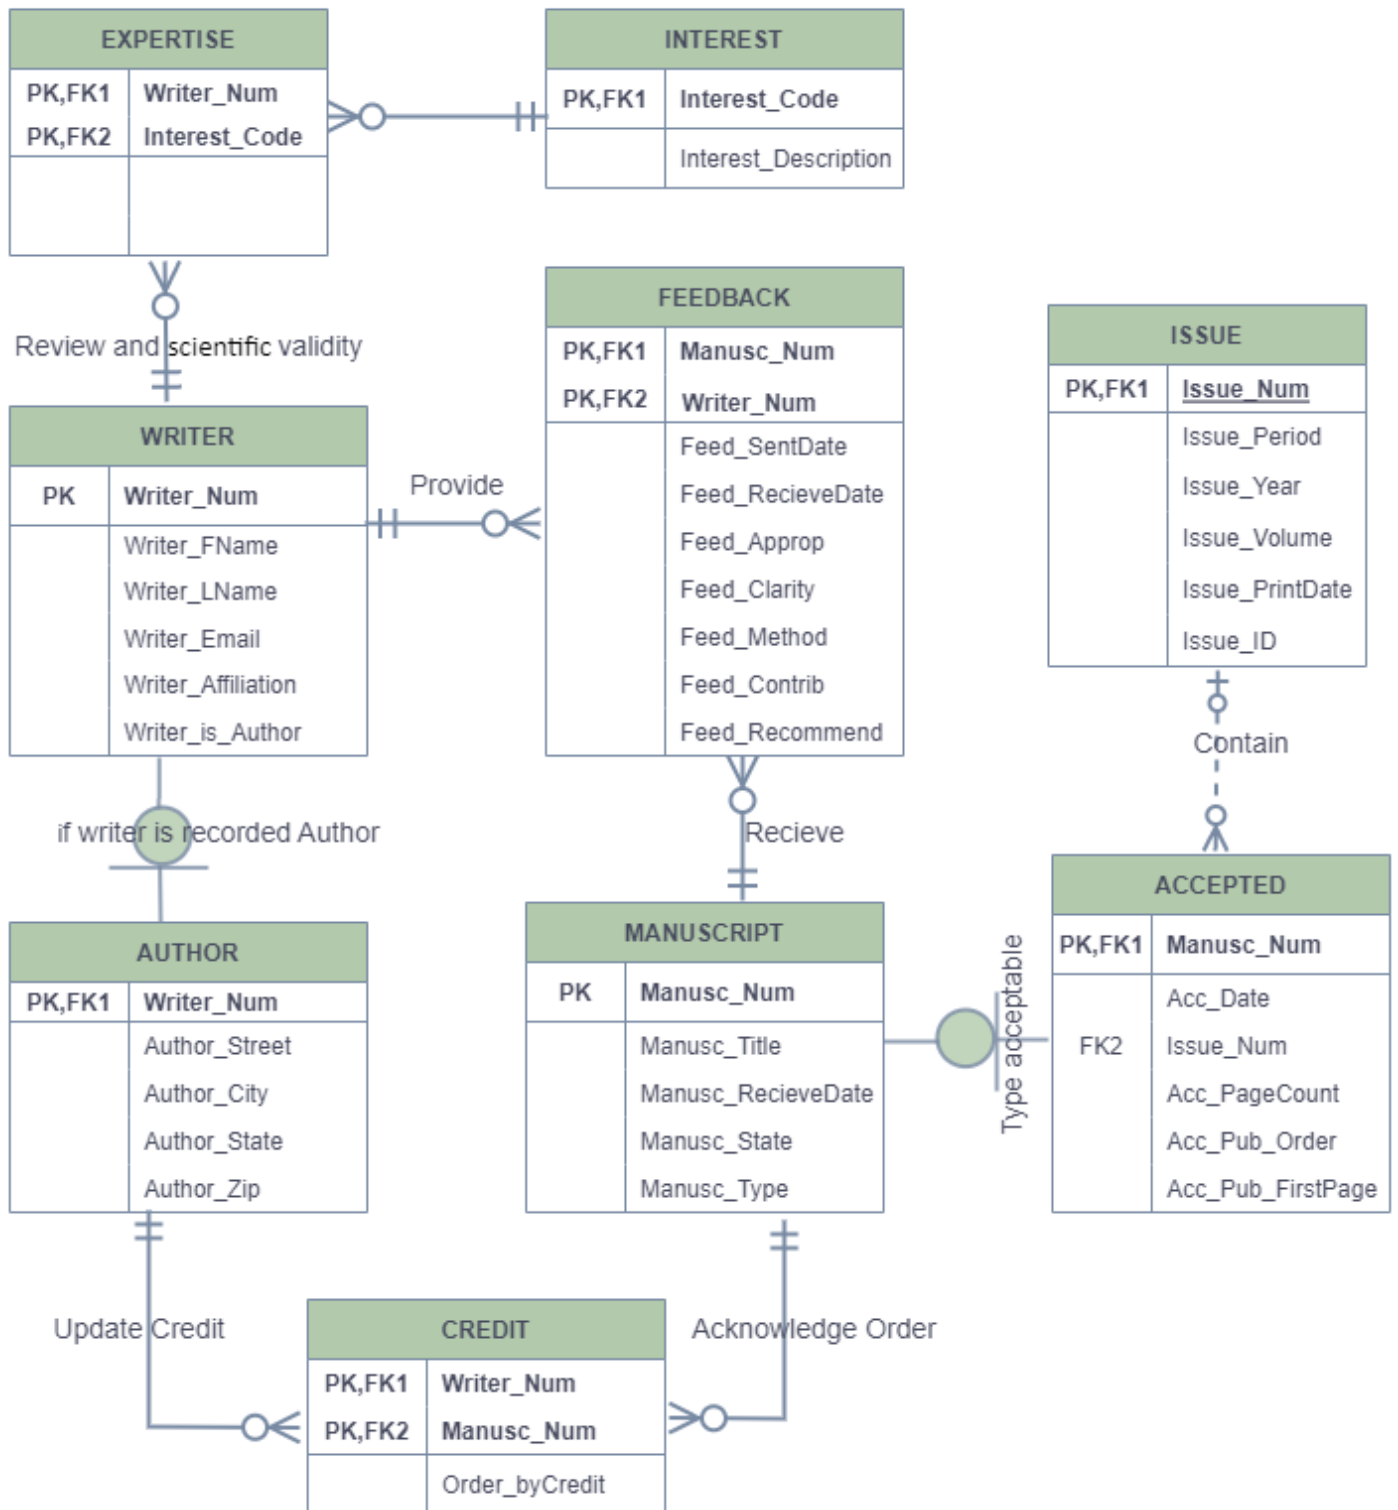 EXPERTISE
PK,FK1 Writer_Num
PK,FK2 Interest_Code
INTEREST
PK,FK1 Interest_Code
Interest_Description
Review and scientific validity
FEEDBACK
PK,FK1 Manusc_Num
PK,FK2 Writer_Num
Feed_SentDate
Feed_RecieveDate
Feed_Approp
Feed_Clarity
Feed_Method
Feed_Contrib
Feed_Recommend
ISSUE
PK,FK1 Issue_Num
Issue_Period
Issue_Year
Issue_Volume
Issue_PrintDate
Issue_ID
WRITER
PK Writer_Num
Writer_FName
Writer_LName
Writer_Email
Writer_Affiliation
Writer_is_Author
Provide
Contain
if writer is recorded Author
Recieve
AUTHOR
PK,FK1 Writer_Num
Author_Street
Author_City
Author_State
Author_Zip
MANUSCRIPT
PK Manusc_Num
Manusc_Title
Manusc_RecieveDate
Manusc_State
Manusc_Type
Type acceptable
ACCEPTED
PK,FK1 Manusc_Num
Acc_Date
FK2 Issue_Num
Acc_PageCount
Acc_Pub_Order
Acc_Pub_FirstPage
Update Credit
CREDIT
PK,FK1 Writer_Num
PK,FK2 Manusc_Num
Order_byCredit
Acknowledge Order